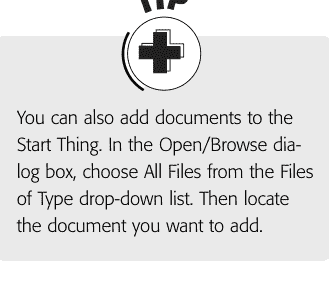 TIP
You can also add documents to the
Start Thing. In the Open/Browse dia-
log box, choose All Files from the Files
of Type drop-down list. Then locate
the document you want to add.